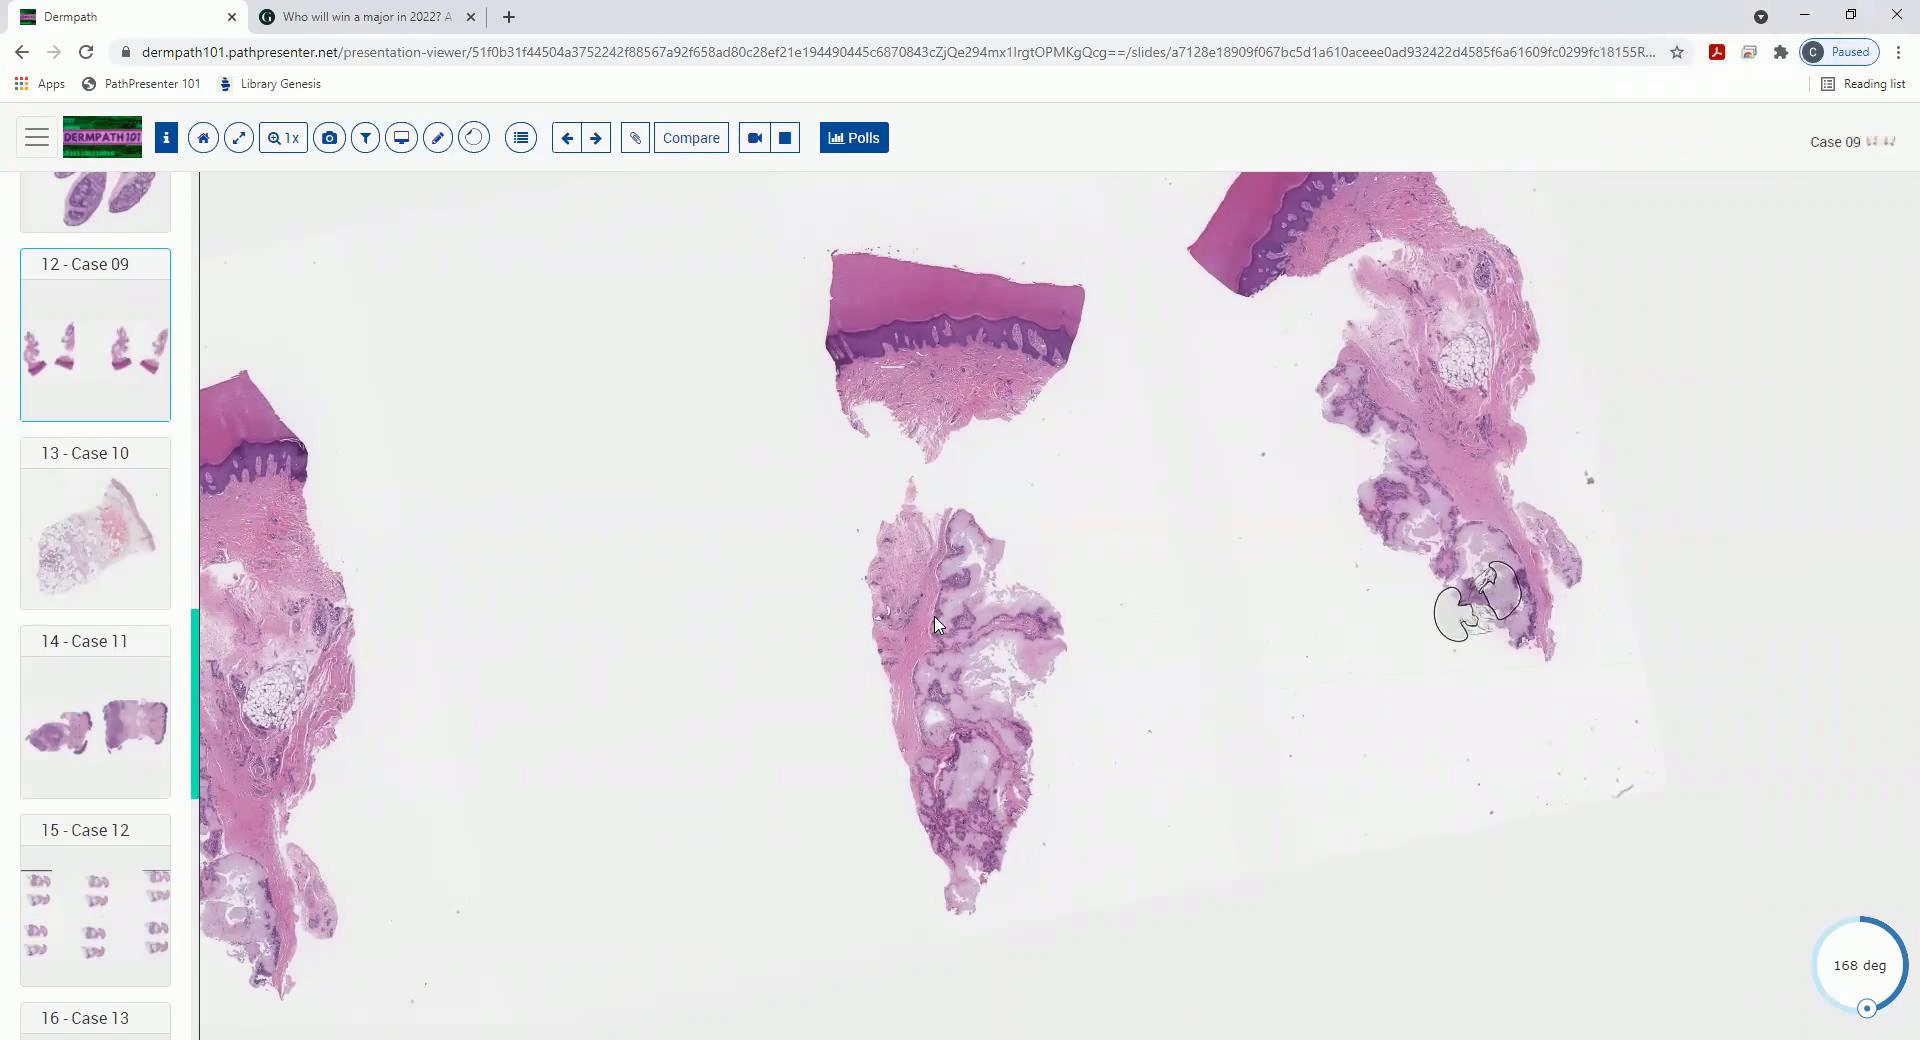 Dermpath
Who will win a major in 2022? A
dermpath101.pathpresenter.net/presentation-viewer/51f0b31f44504a3752242f88567a92f658ad80c28ef21e194490445c6870843cZjQe294mx1IrgtOPMKgQcg==/slides/a7128e18909f067bc5d1a610aceee0ad932422d4585f6a61609fc0299fc18155R...
C Paused
Apps PathPresenter 101 Library Genesis Reading list
DERMPATH 101
1x
Compare
Polls
Case 09
12 - Case 09
13 - Case 10
14 - Case 11
15 - Case 12
16 - Case 13
168 deg